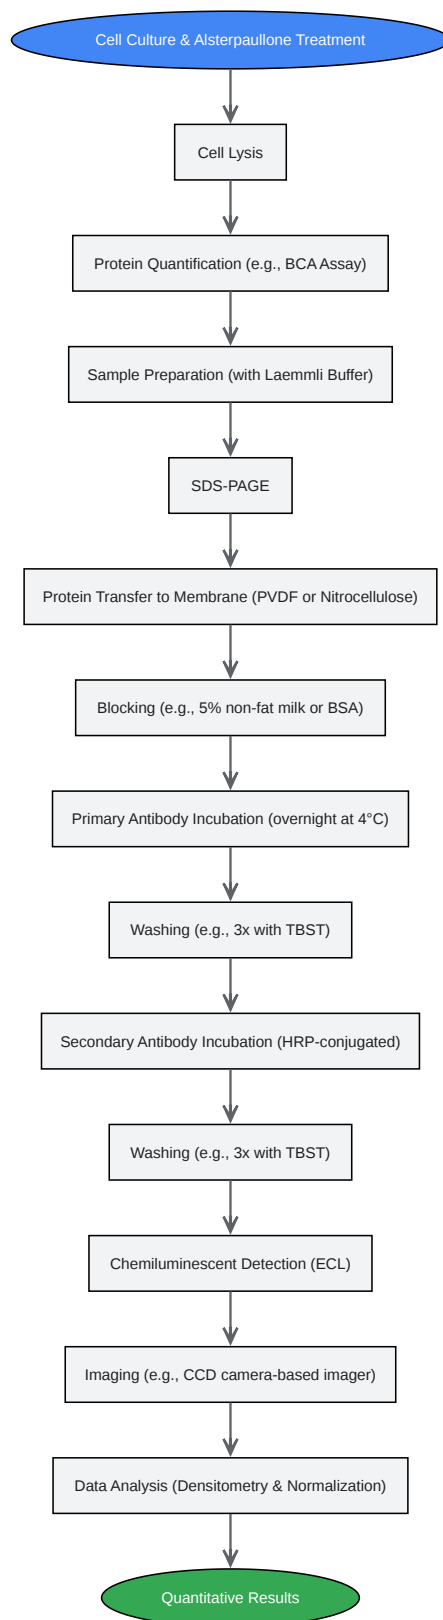 Cell Culture & Alsterpaullone Treatment
Cell Lysis
Protein Quantification (e.g., BCA Assay)
Sample Preparation (with Laemmli Buffer)
SDS-PAGE
Protein Transfer to Membrane (PVDF or Nitrocellulose)
Blocking (e.g., 5% non-fat milk or BSA)
Primary Antibody Incubation (overnight at 4°C)
Washing (e.g., 3x with TBST)
Secondary Antibody Incubation (HRP-conjugated)
Washing (e.g., 3x with TBST)
Chemiluminescent Detection (ECL)
Imaging (e.g., CCD camera-based imager)
Data Analysis (Densitometry & Normalization)
Quantitative Results